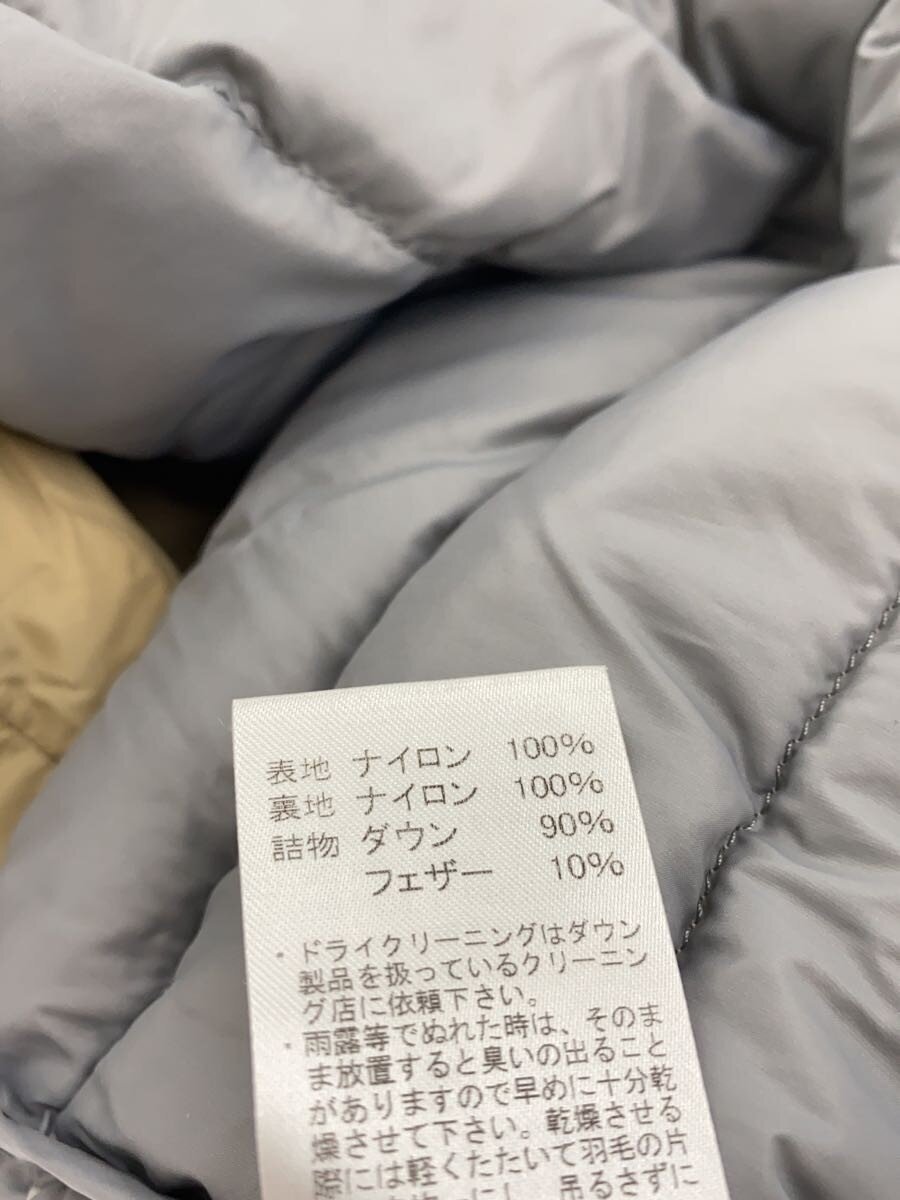 表地 ナイロン 100%
裏地 ナイロン 100%
詰物 ダウン 90%
フェザー 10%
・ドライクリーニングはダウン
製品を扱っているクリーニン
グ店に依頼下さい。
・雨露等でぬれた時は、そのま
ま放置すると臭いの出ること
がありますので早めに十分乾
燥させて下さい。乾燥させる
際には軽くたたいて羽毛の片
にし、吊るさずに